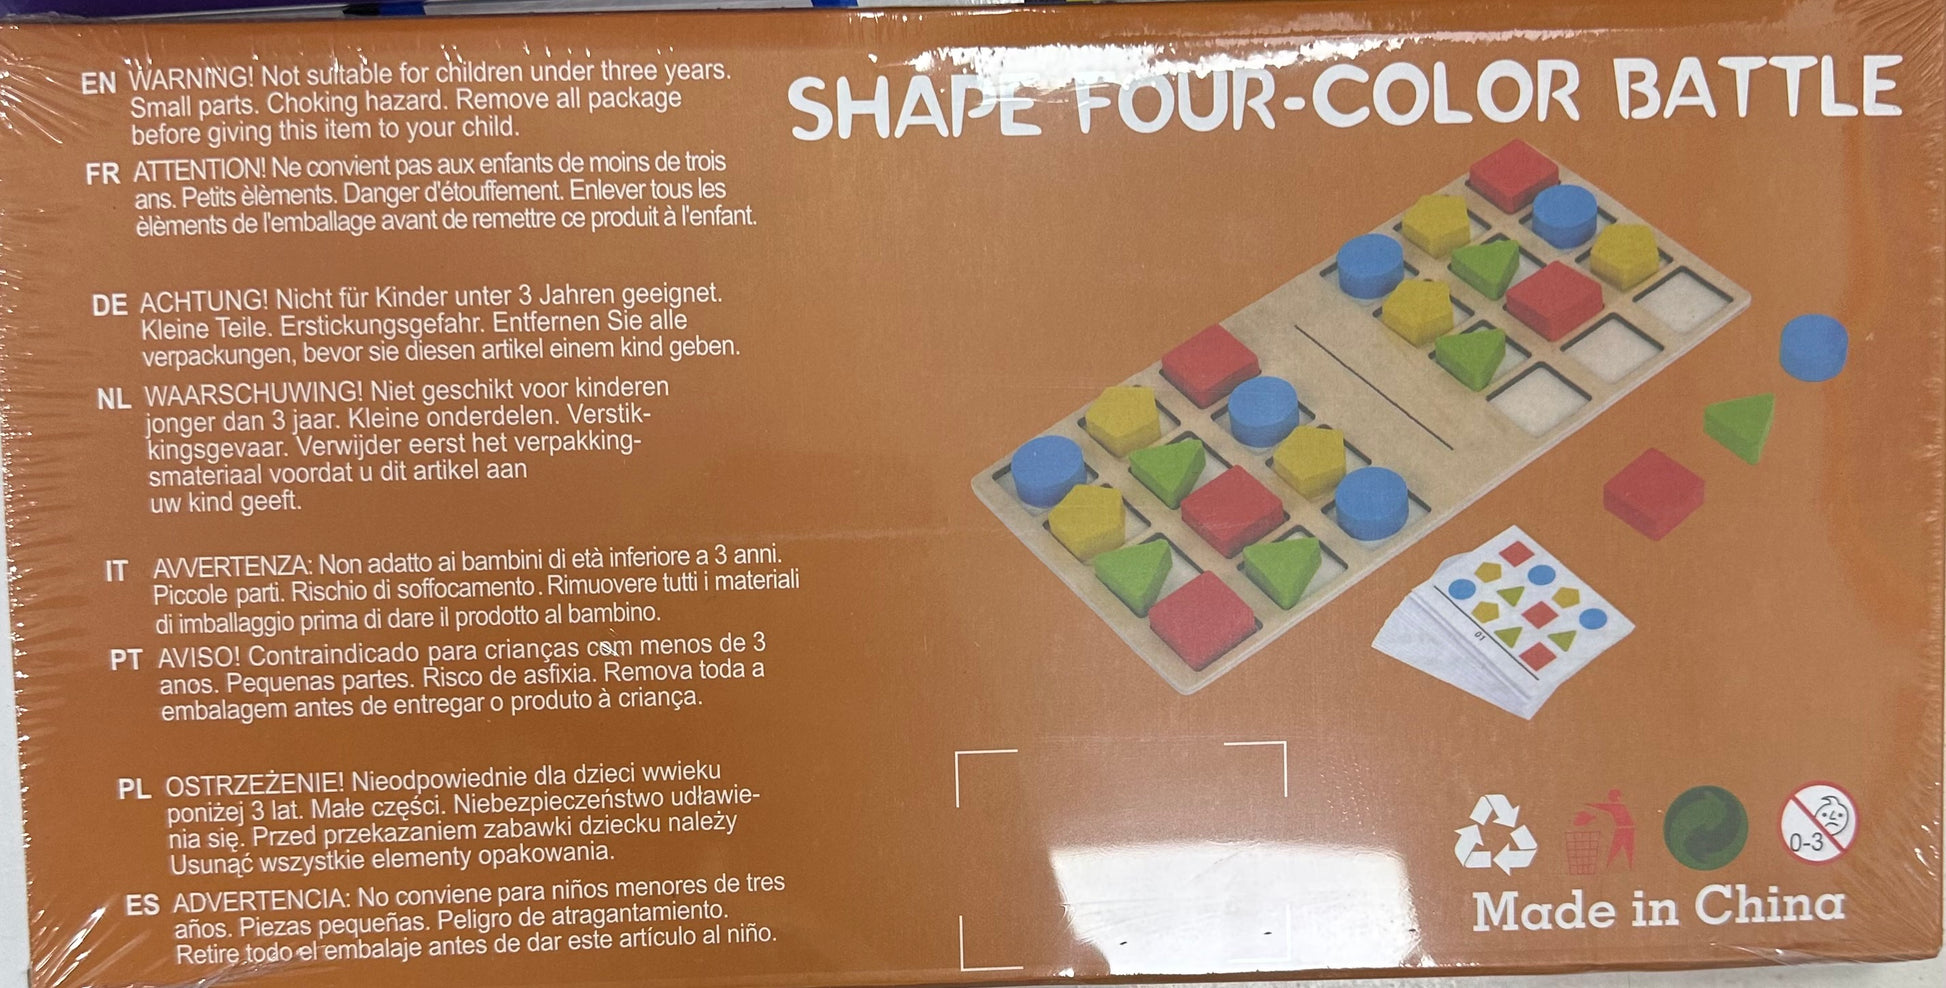 EN WARNING! Not suitable for children under three years.
Small parts. Choking hazard. Remove all package
before giving this item to your child.
FR ATTENTION! Ne convient pas aux enfants de moins de trois
ans. Petits èlèments. Danger d'étouffement. Enlever tous les
èlèments de l'emballage avant de remettre ce produit à l'enfant.
DE ACHTUNG! Nicht für Kinder unter 3 Jahren geeignet.
Kleine Teile. Erstickungsgefahr. Entfernen Sie alle
verpackungen, bevor sie diesen artikel einem kind geben.
NL WAARSCHUWING! Niet geschikt voor kinderen
jonger dan 3 jaar. Kleine onderdelen. Verstik-
kingsgevaar. Verwijder eerst het verpakking-
smateriaal voordat u dit artikel aan
uw kind geeft.
IT AVVERTENZA: Non adatto ai bambini di età inferiore a 3 anni.
Piccole parti. Rischio di soffocamento. Rimuovere tutti i materiali
di imballaggio prima di dare il prodotto al bambino.
PT AVISO! Contraindicado para crianças com menos de 3
anos. Pequenas partes. Risco de asfixia. Remova toda a
embalagem antes de entregar o produto à criança.
PL OSTRZEŻENIE! Nieodpowiednie dla dzieci wwieku
poniżej 3 lat. Małe części. Niebezpieczeństwo udławie-
nia się. Przed przekazaniem zabawki dziecku należy
Usunąć wszystkie elementy opakowania.
ES ADVERTENCIA: No conviene para niños menores de tres
años. Piezas pequeñas. Peligro de atragantamiento.
Retire todo el embalaje antes de dar este artículo al niño.
SHAPE FOUR-COLOR BATTLE
01
0-3
Made in China